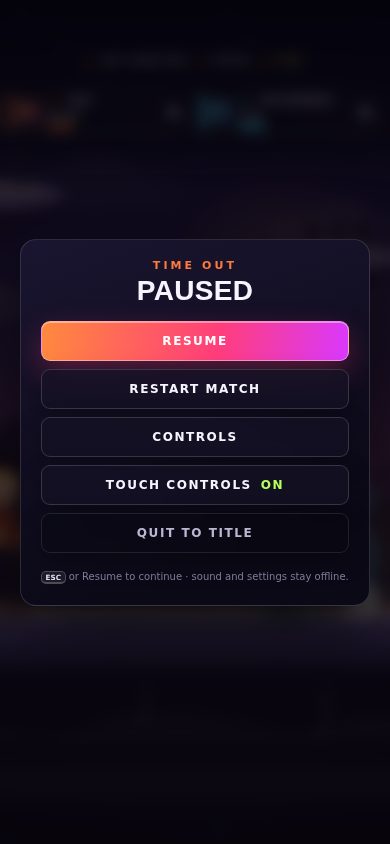 TIME OUT
PAUSED
RESUME
RESTART MATCH
CONTROLS
TOUCH CONTROLS ON
QUIT TO TITLE
ESC or Resume to continue · sound and settings stay offline.